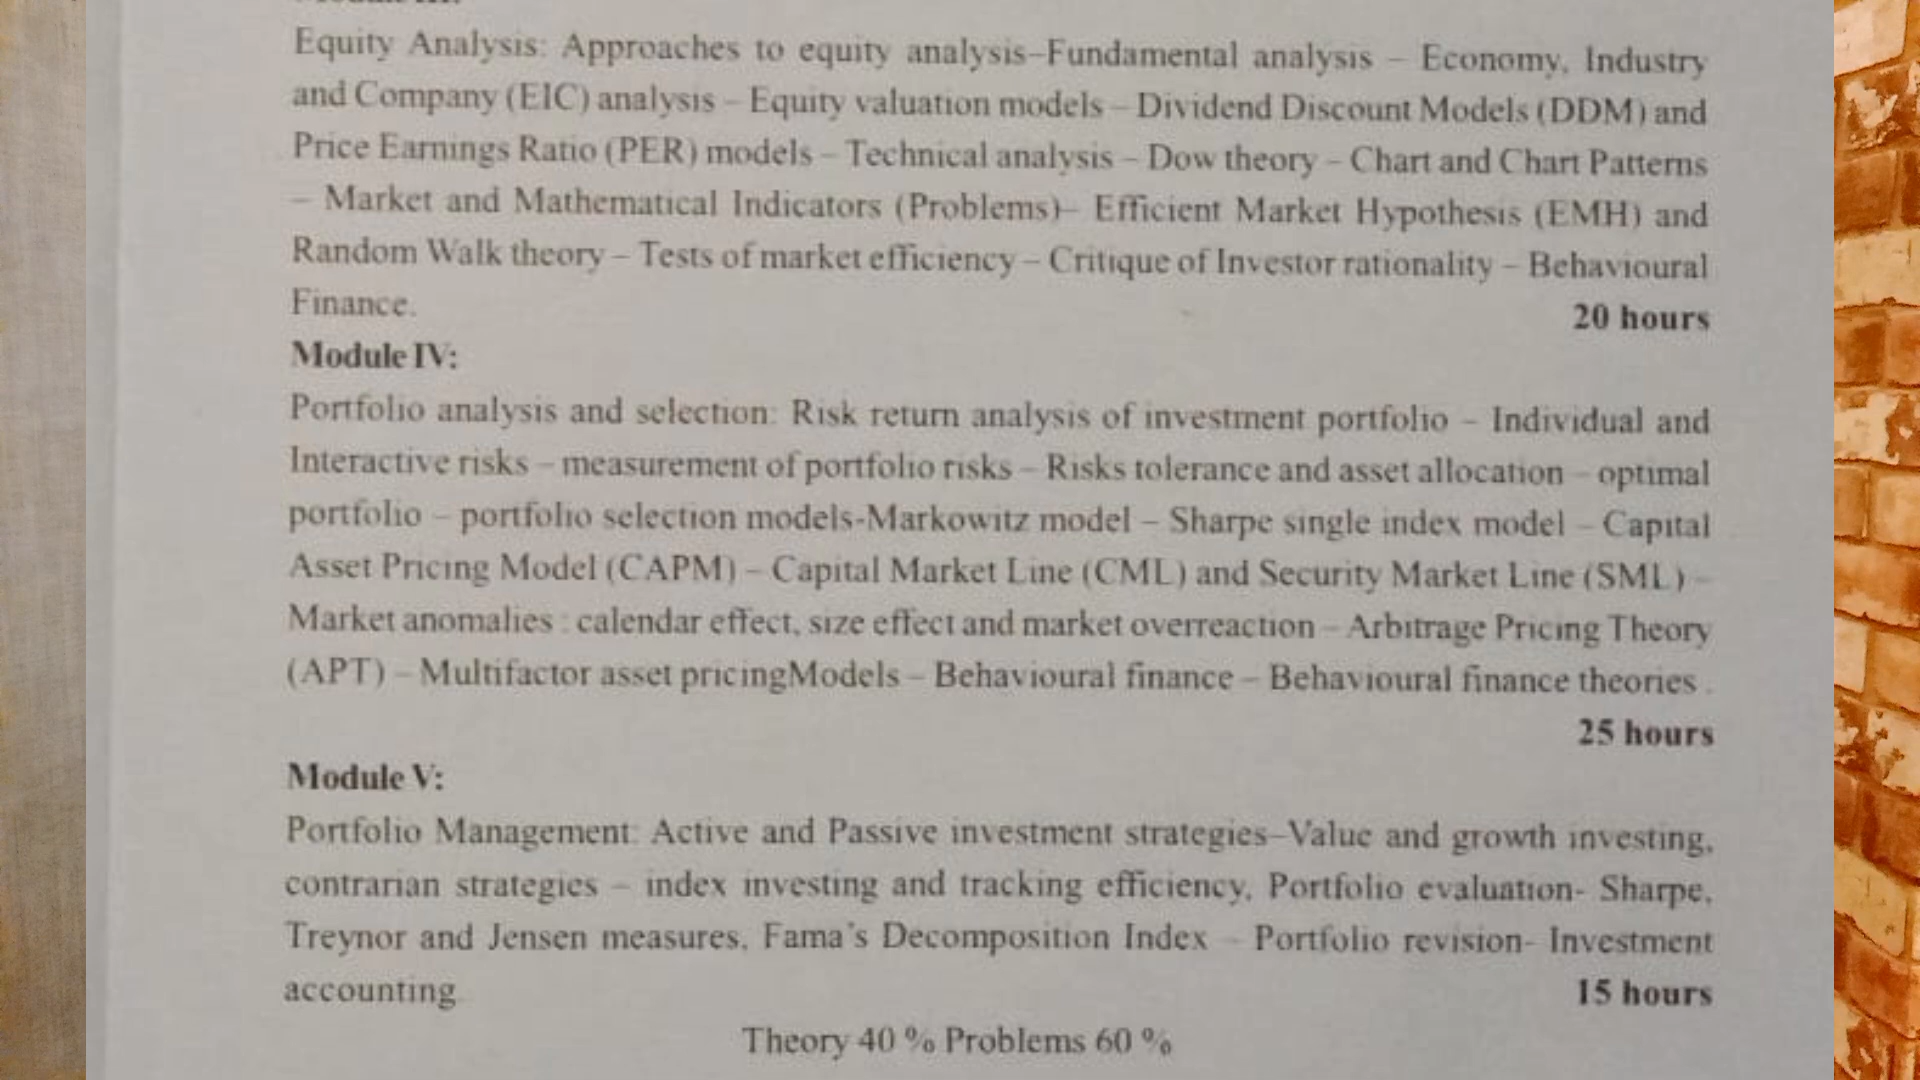 Equity Analysis: Approaches to equity analysis–Fundamental analysis – Economy, Industry
and Company (EIC) analysis – Equity valuation models – Dividend Discount Models (DDM) and
Price Earnings Ratio (PER) models – Technical analysis – Dow theory – Chart and Chart Patterns
– Market and Mathematical Indicators (Problems)– Efficient Market Hypothesis (EMH) and
Random Walk theory – Tests of market efficiency – Critique of Investor rationality – Behavioural
Finance. 20 hours
Module IV:
Portfolio analysis and selection: Risk return analysis of investment portfolio – Individual and
Interactive risks – measurement of portfolio risks – Risks tolerance and asset allocation – optimal
portfolio – portfolio selection models-Markowitz model – Sharpe single index model – Capital
Asset Pricing Model (CAPM) – Capital Market Line (CML) and Security Market Line (SML) –
Market anomalies : calendar effect, size effect and market overreaction – Arbitrage Pricing Theory
(APT) – Multifactor asset pricingModels – Behavioural finance – Behavioural finance theories .
25 hours
Module V:
Portfolio Management: Active and Passive investment strategies–Value and growth investing,
contrarian strategies – index investing and tracking efficiency, Portfolio evaluation- Sharpe,
Treynor and Jensen measures, Fama's Decomposition Index – Portfolio revision- Investment
accounting 15 hours
Theory 40 % Problems 60 %